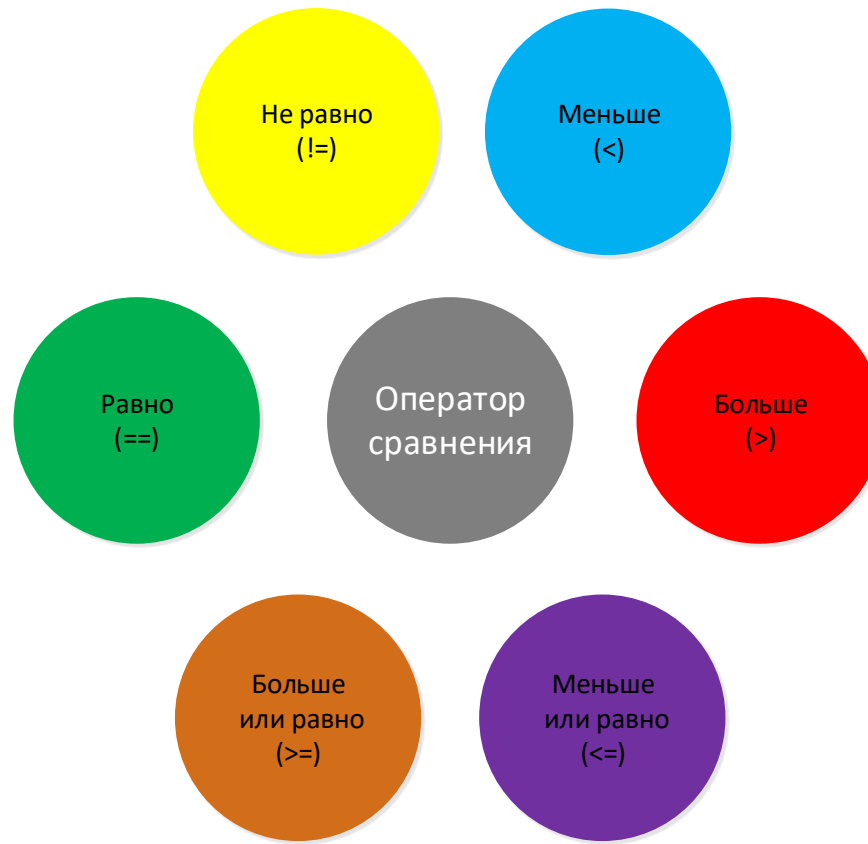 Не равно
(!=)
Меньше
(<)
Равно
(==)
Оператор
сравнения
Больше
(>)
Больше
или равно
(>=)
Меньше
или равно
(<=)